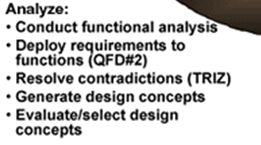 Analyze:
• Conduct functional analysis
• Deploy requirements to
functions (QFD#2)
• Resolve contradictions (TRIZ)
• Generate design concepts
• Evaluate/select design
concepts